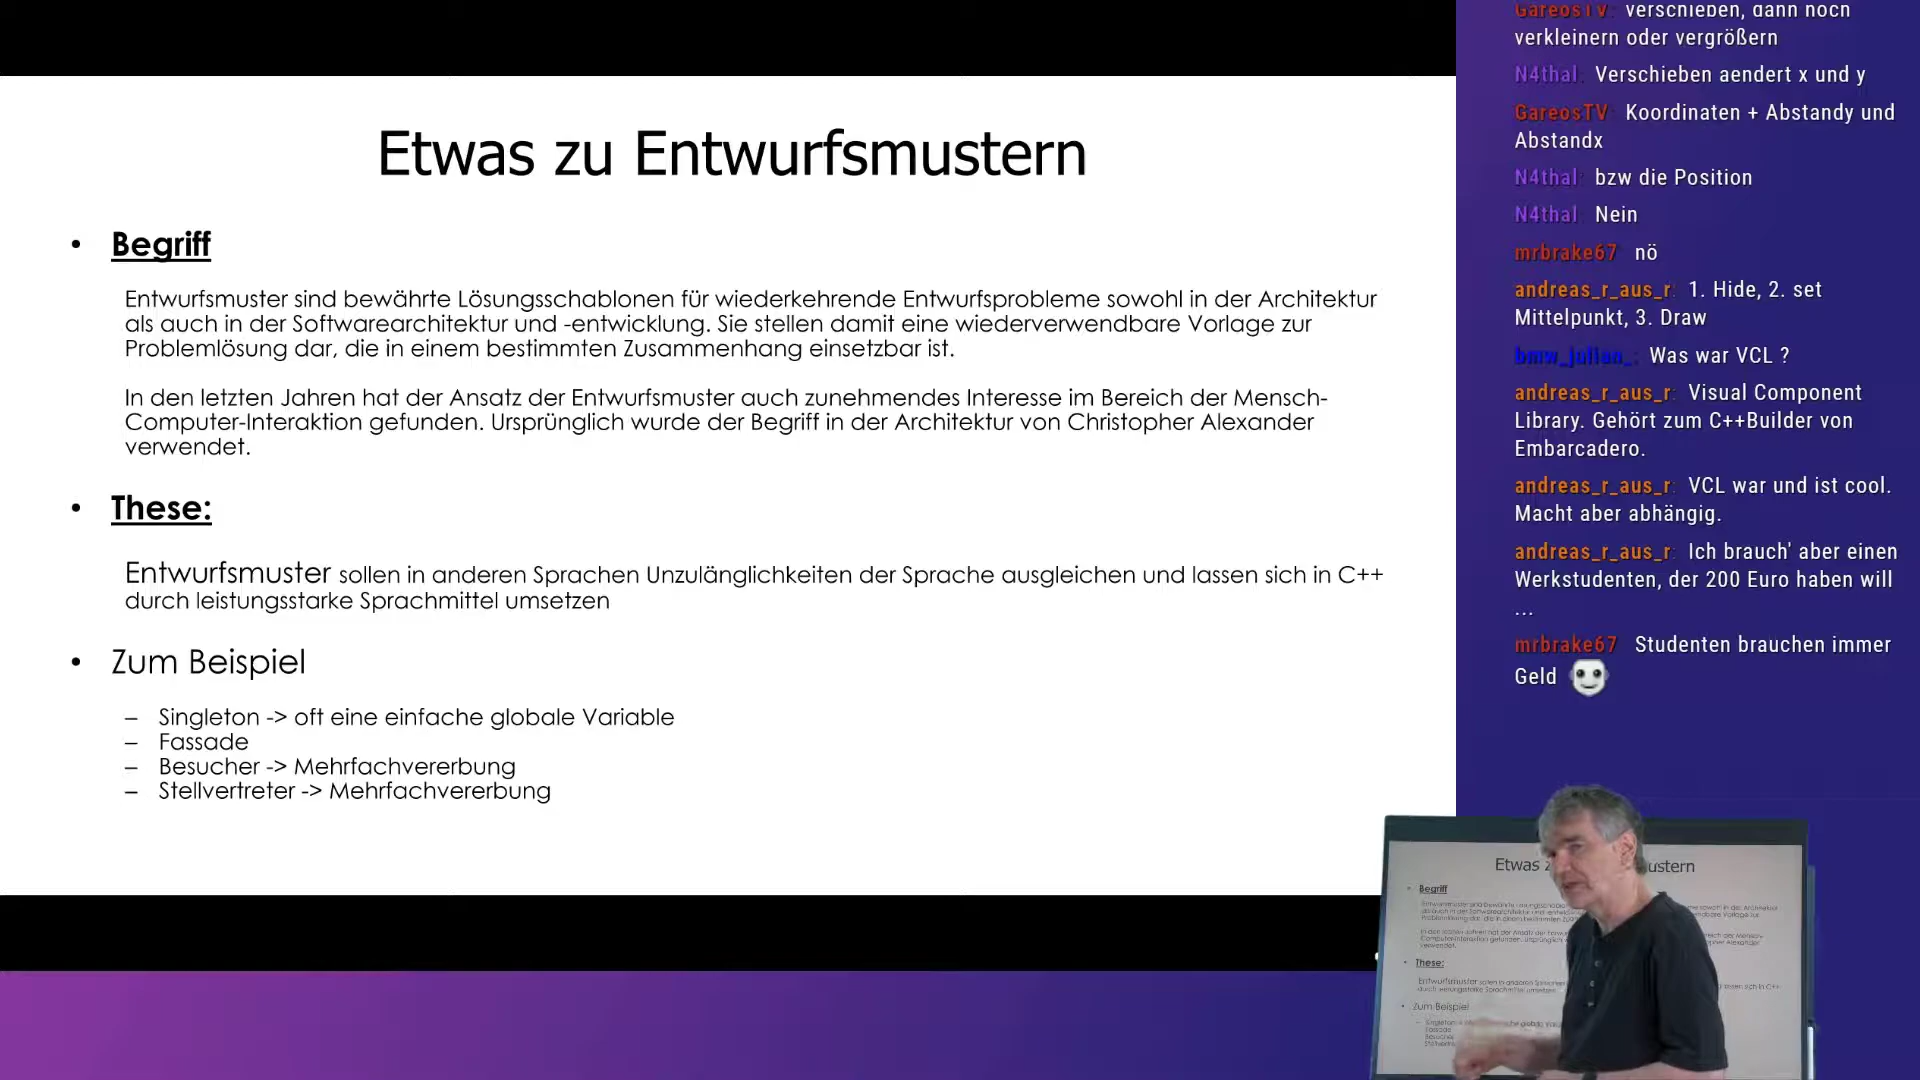 Etwas zu Entwurfsmustern
• Begriff
Entwurfsmuster sind bewährte Lösungsschablonen für wiederkehrende Entwurfsprobleme sowohl in der Architektur
als auch in der Softwarearchitektur und -entwicklung. Sie stellen damit eine wiederverwendbare Vorlage zur
Problemlösung dar, die in einem bestimmten Zusammenhang einsetzbar ist.
In den letzten Jahren hat der Ansatz der Entwurfsmuster auch zunehmendes Interesse im Bereich der Mensch-
Computer-Interaktion gefunden. Ursprünglich wurde der Begriff in der Architektur von Christopher Alexander
verwendet.
• These:
Entwurfsmuster sollen in anderen Sprachen Unzulänglichkeiten der Sprache ausgleichen und lassen sich in C++
durch leistungsstarke Sprachmittel umsetzen
• Zum Beispiel
– Singleton -> oft eine einfache globale Variable
– Fassade
– Besucher -> Mehrfachvererbung
– Stellvertreter -> Mehrfachvererbung
GareosTV: verschieben, dann noch
verkleinern oder vergrößern
N4thal: Verschieben aendert x und y
GareosTV: Koordinaten + Abstandy und
Abstandx
N4thal: bzw die Position
N4thal: Nein
mrbrake67: nö
andreas_r_aus_r: 1. Hide, 2. set
Mittelpunkt, 3. Draw
bmw_julian_: Was war VCL ?
andreas_r_aus_r: Visual Component
Library. Gehört zum C++Builder von
Embarcadero.
andreas_r_aus_r: VCL war und ist cool.
Macht aber abhängig.
andreas_r_aus_r: Ich brauch' aber einen
Werkstudenten, der 200 Euro haben will
...
mrbrake67: Studenten brauchen immer
Geld
Etwas
Begriff
These:
Zum Beispiel